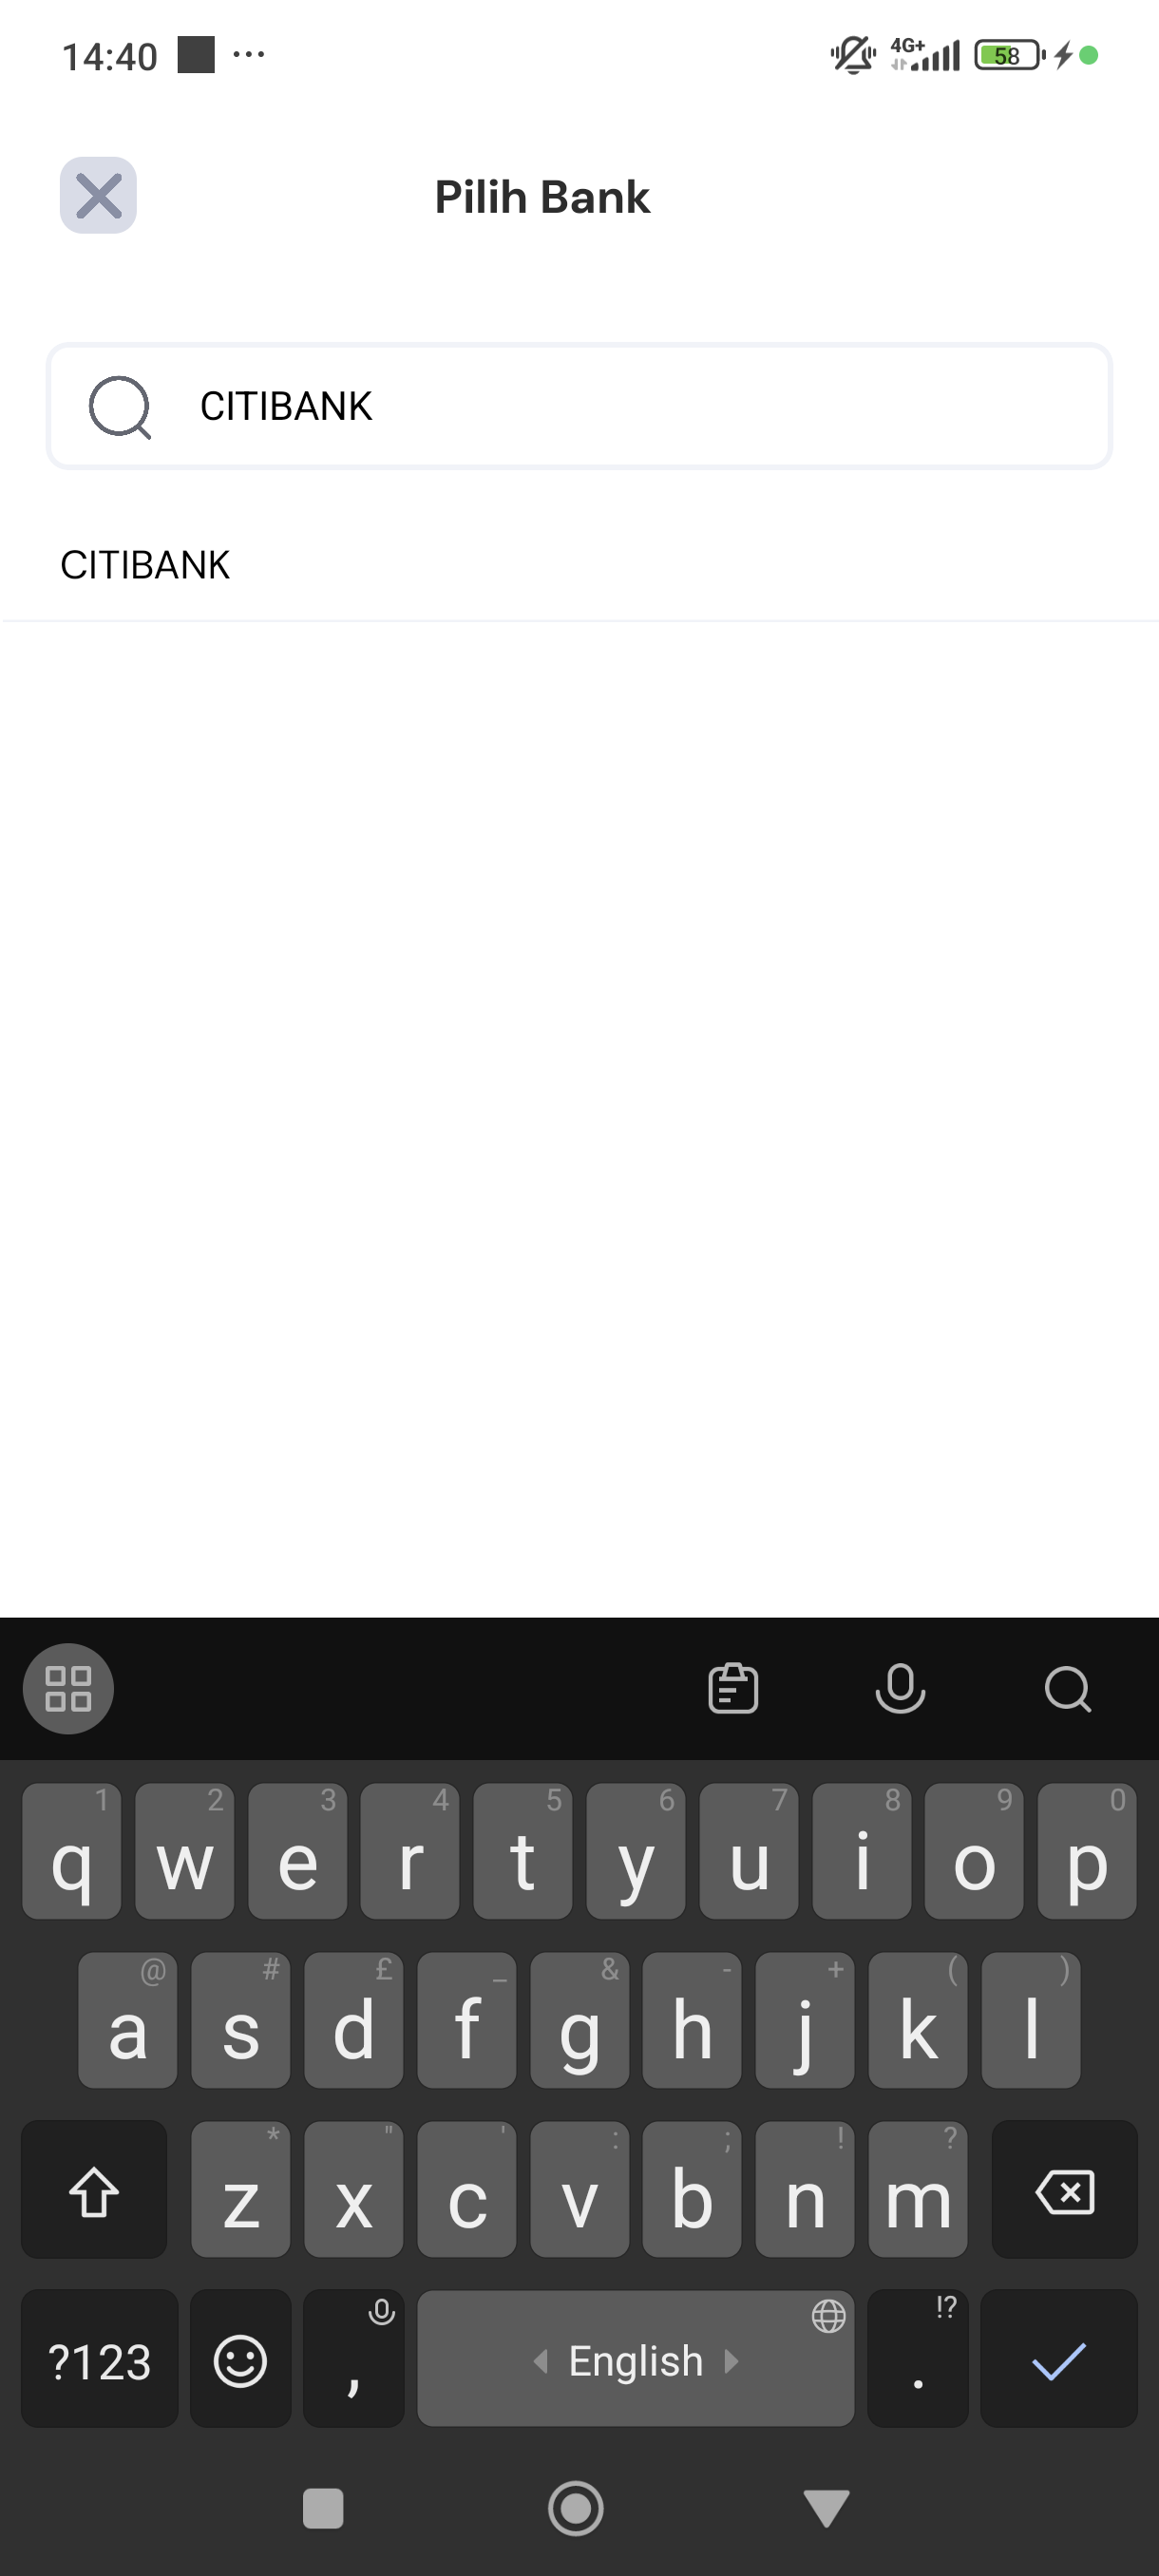 14:40
4G+
58
Pilih Bank
CITIBANK
CITIBANK
1 2 3 4 5 6 7 8 9 0
q w e r t y u i o p
@ # £ _ & - + ( )
a s d f g h j k l
* " ' : ; ! ?
z x c v b n m
!?
?123 , English .